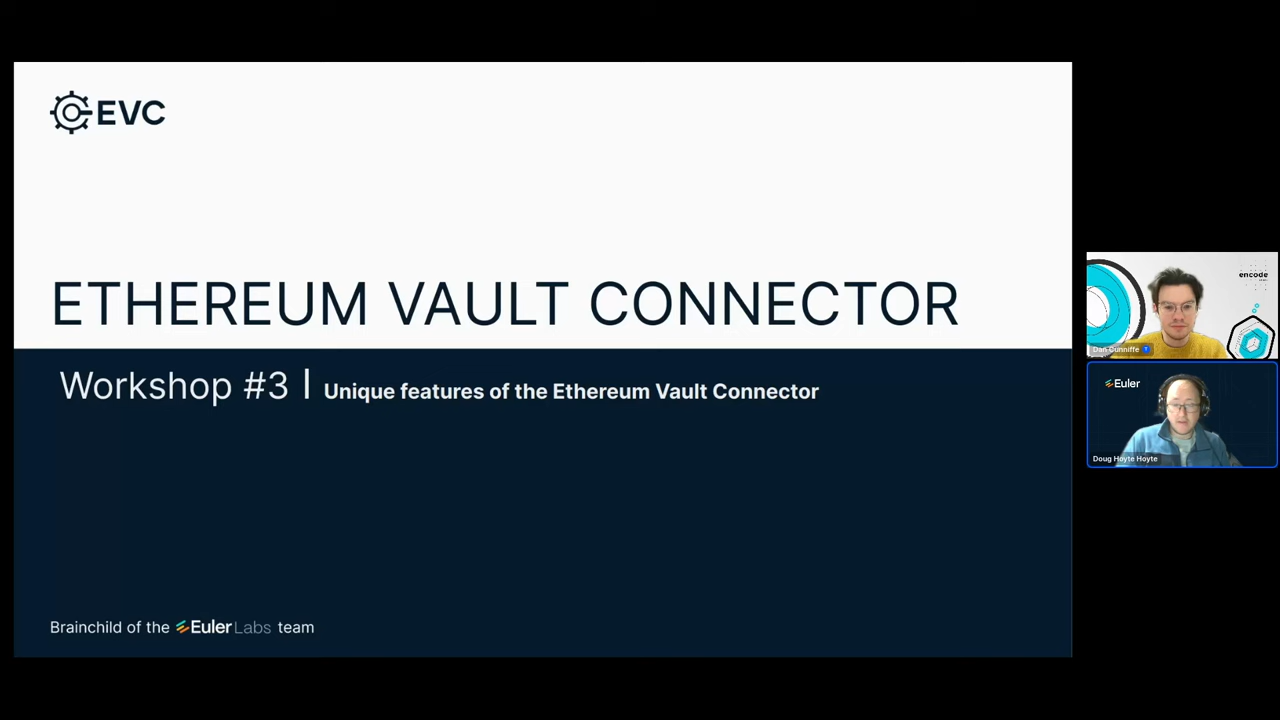 EVC
ETHEREUM VAULT CONNECTOR
Workshop #3 | Unique features of the Ethereum Vault Connector
Brainchild of the Euler Labs team
encode
Dan Cunniffe
Euler
Doug Hoyte Hoyte